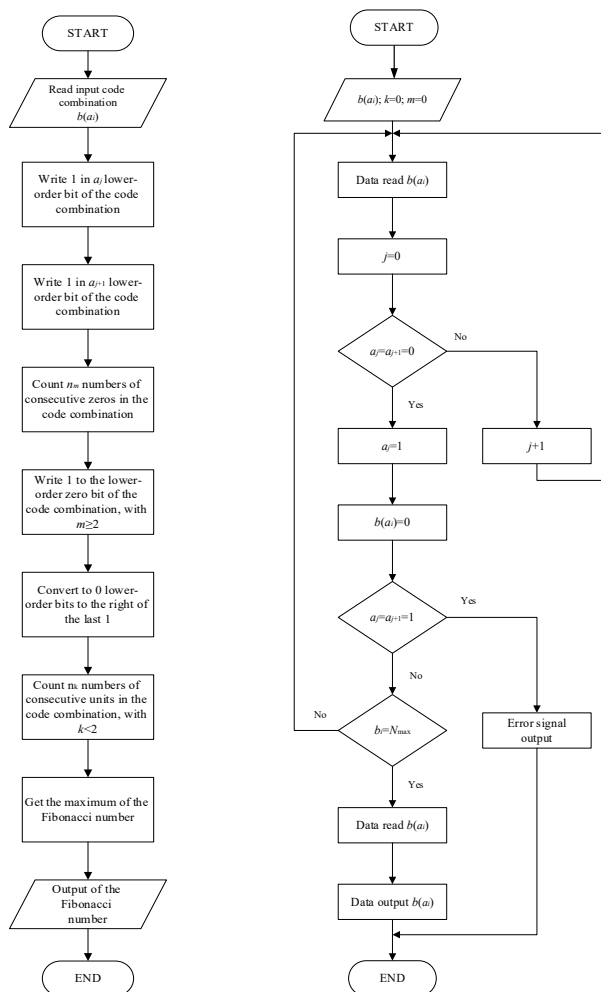 START
Read input code
combination
b(aᵢ)
Write 1 in aⱼ lower-
order bit of the code
combination
Write 1 in aⱼ₊₁ lower-
order bit of the code
combination
Count nₘ numbers of
consecutive zeros in the
code combination
Write 1 to the lower-
order zero bit of the
code combination, with
m≥2
Convert to 0 lower-
order bits to the right of
the last 1
Count nₖ numbers of
consecutive units in the
code combination, with
k<2
Get the maximum of the
Fibonacci number
Output of the
Fibonacci
number
END
START
b(aᵢ); k=0; m=0
Data read b(aᵢ)
j=0
aⱼ=aⱼ₊₁=0
No
Yes
aⱼ=1
j+1
b(aᵢ)=0
aⱼ=aⱼ₊₁=1
Yes
No
bᵢ=Nmax
No
Error signal
output
Yes
Data read b(aᵢ)
Data output b(aᵢ)
END